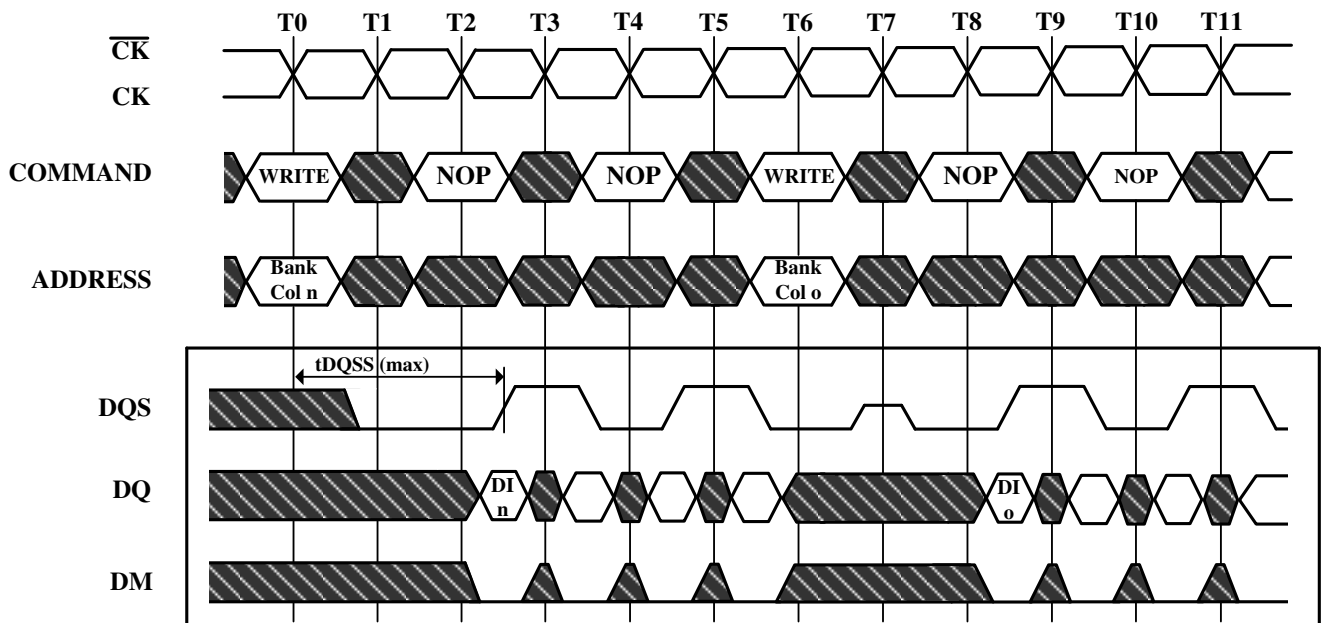 T0 T1 T2 T3 T4 T5 T6 T7 T8 T9 T10 T11
CK
CK
COMMAND WRITE NOP NOP WRITE NOP NOP
ADDRESS Bank Col n Bank Col o
tDQSS (max)
DQS
DQ DI n DI o
DM